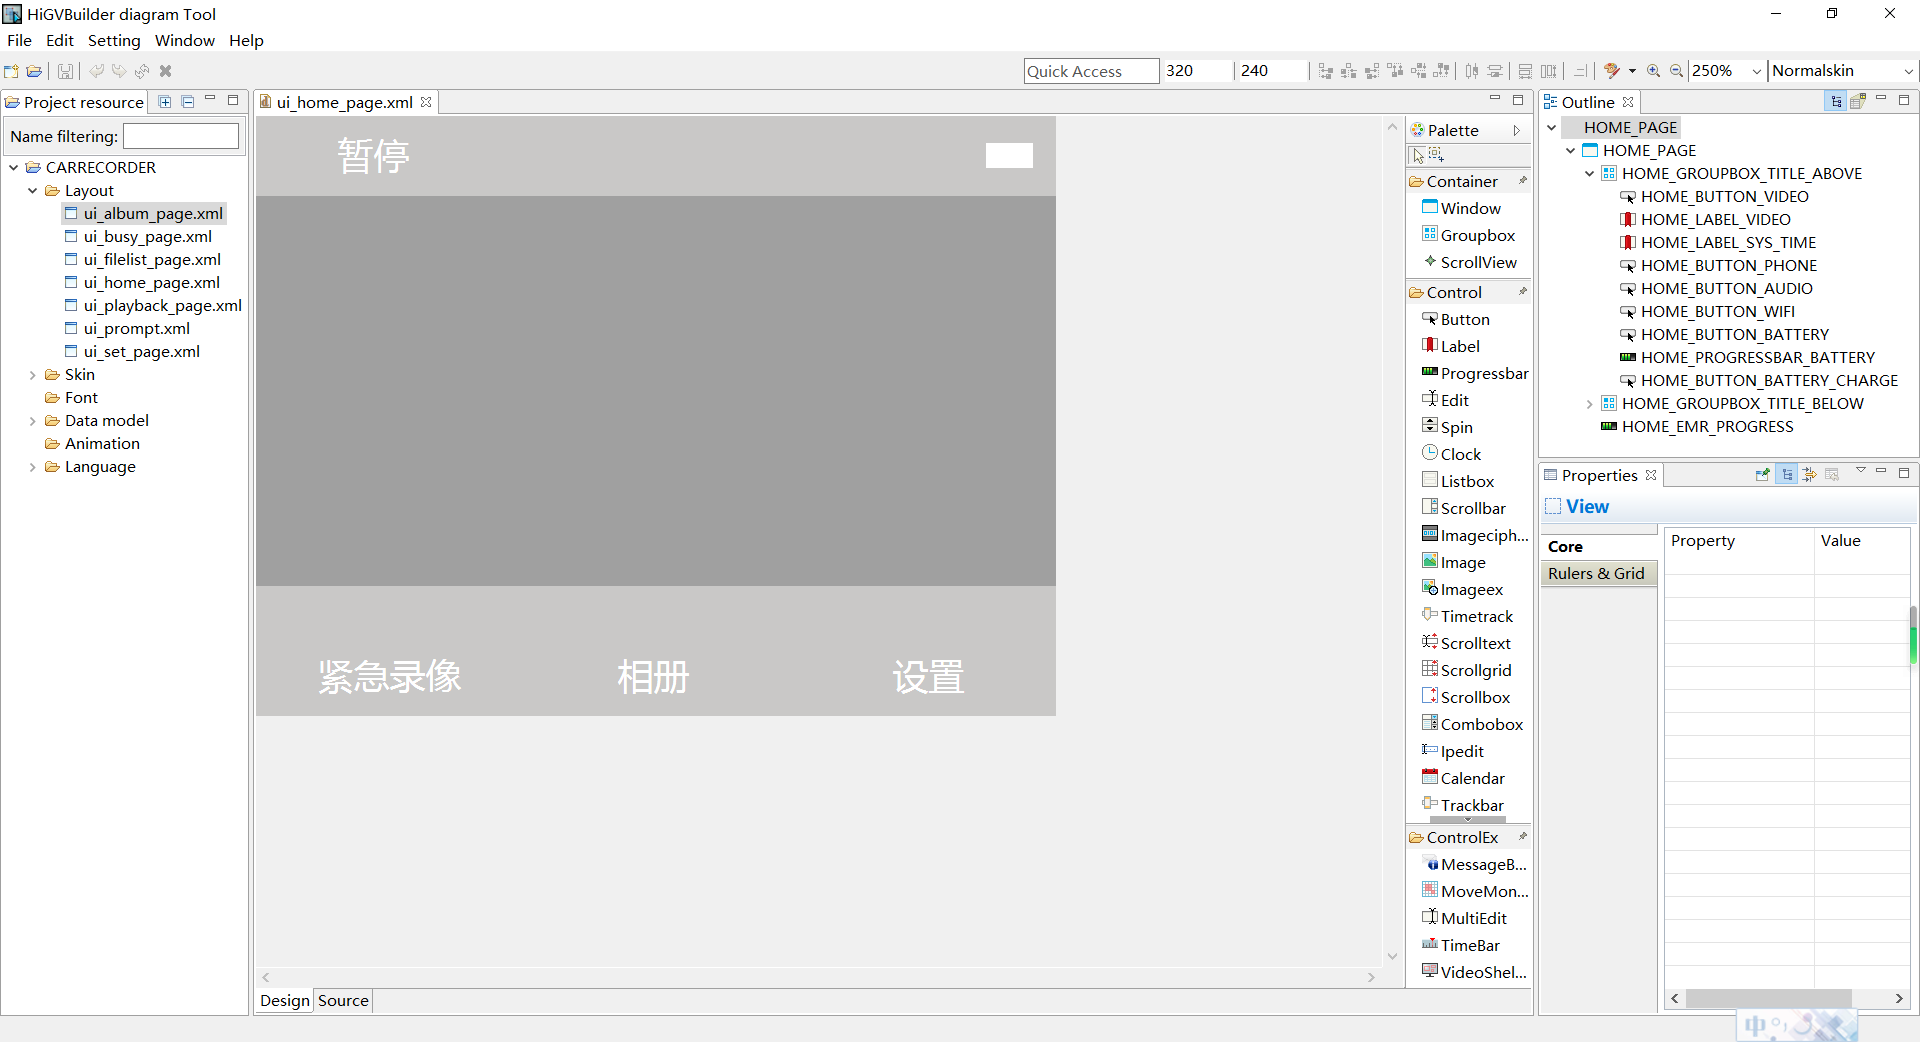 HiGVBuilder diagram Tool
File Edit Setting Window Help
Quick Access 320 240 250% Normalskin
Project resource
Name filtering:
CARRECORDER
Layout
ui_album_page.xml
ui_busy_page.xml
ui_filelist_page.xml
ui_home_page.xml
ui_playback_page.xml
ui_prompt.xml
ui_set_page.xml
Skin
Font
Data model
Animation
Language
ui_home_page.xml
暂停
紧急录像 相册 设置
Design Source
Palette
Container
Window
Groupbox
ScrollView
Control
Button
Label
Progressbar
Edit
Spin
Clock
Listbox
Scrollbar
Imageciph...
Image
Imageex
Timetrack
Scrolltext
Scrollgrid
Scrollbox
Combobox
Ipedit
Calendar
Trackbar
ControlEx
MessageB...
MoveMon...
MultiEdit
TimeBar
VideoShel...
Outline
HOME_PAGE
HOME_PAGE
HOME_GROUPBOX_TITLE_ABOVE
HOME_BUTTON_VIDEO
HOME_LABEL_VIDEO
HOME_LABEL_SYS_TIME
HOME_BUTTON_PHONE
HOME_BUTTON_AUDIO
HOME_BUTTON_WIFI
HOME_BUTTON_BATTERY
HOME_PROGRESSBAR_BATTERY
HOME_BUTTON_BATTERY_CHARGE
HOME_GROUPBOX_TITLE_BELOW
HOME_EMR_PROGRESS
Properties
View
Core
Rulers & Grid
Property Value
中